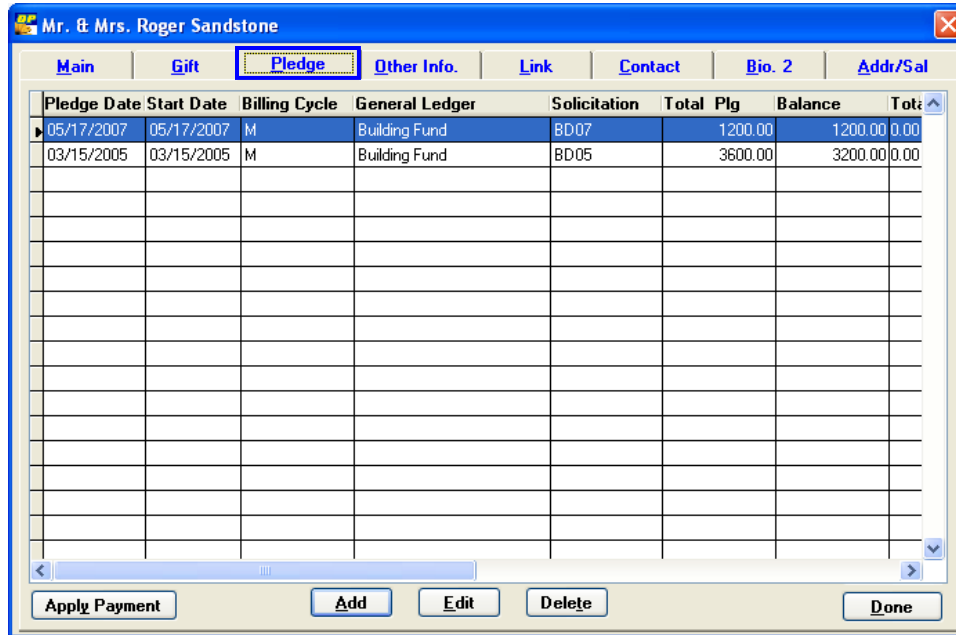 Mr. & Mrs. Roger Sandstone
Main Gift Pledge Other Info. Link Contact Bio. 2 Addr/Sal
Pledge Date Start Date Billing Cycle General Ledger Solicitation Total Plg Balance Tota
05/17/2007 05/17/2007 M Building Fund BD07 1200.00 1200.00 0.00
03/15/2005 03/15/2005 M Building Fund BD05 3600.00 3200.00 0.00
Apply Payment Add Edit Delete Done